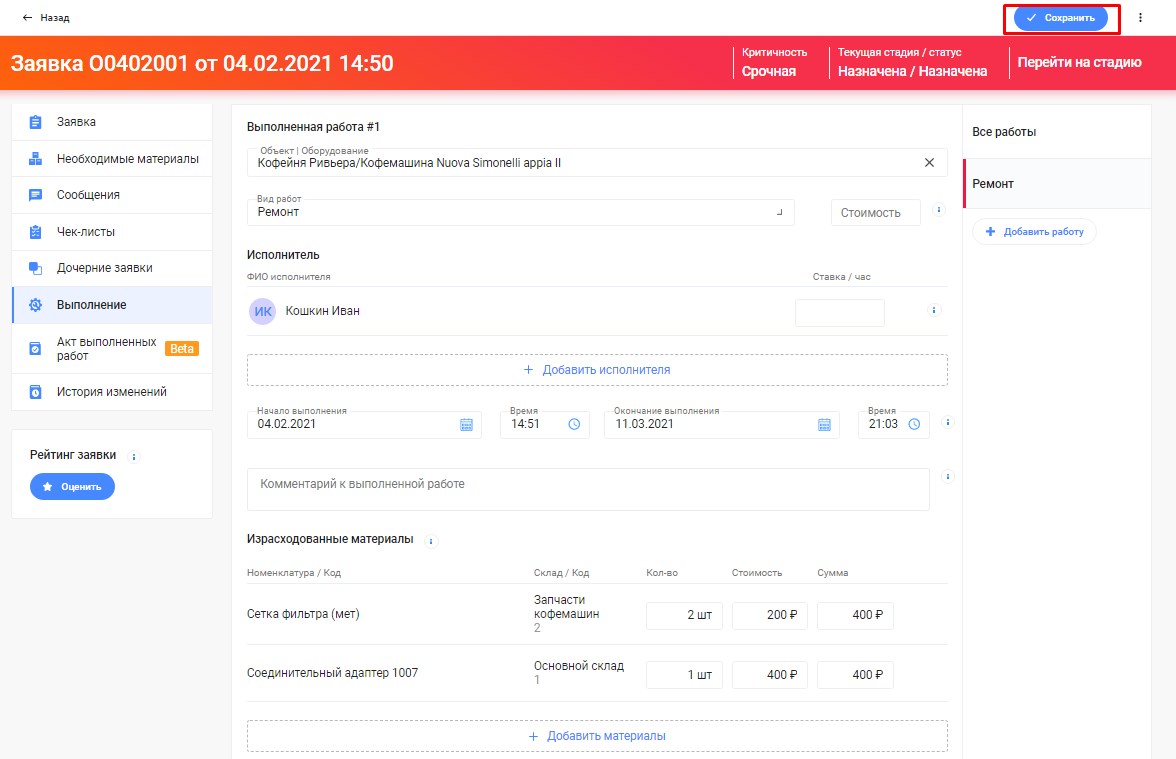 Назад
Сохранить
Заявка О0402001 от 04.02.2021 14:50
Критичность
Срочная
Текущая стадия / статус
Назначена / Назначена
Перейти на стадию
Заявка
Необходимые материалы
Сообщения
Чек-листы
Дочерние заявки
Выполнение
Акт выполненных
работ
Beta
История изменений
Рейтинг заявки
Оценить
Выполненная работа #1
Объект | Оборудование
Кофейня Ривьера/Кофемашина Nuova Simonelli appia II
Вид работ
Ремонт
Стоимость
Исполнитель
ФИО исполнителя
Ставка / час
ИК
Кошкин Иван
Добавить исполнителя
Начало выполнения
04.02.2021
Время
14:51
Окончание выполнения
11.03.2021
Время
21:03
Комментарий к выполненной работе
Израсходованные материалы
Номенклатура / Код
Склад / Код
Кол-во
Стоимость
Сумма
Сетка фильтра (мет)
Запчасти
кофемашин
2
2 шт
200 ₽
400 ₽
Соединительный адаптер 1007
Основной склад
1
1 шт
400 ₽
400 ₽
Добавить материалы
Все работы
Ремонт
Добавить работу